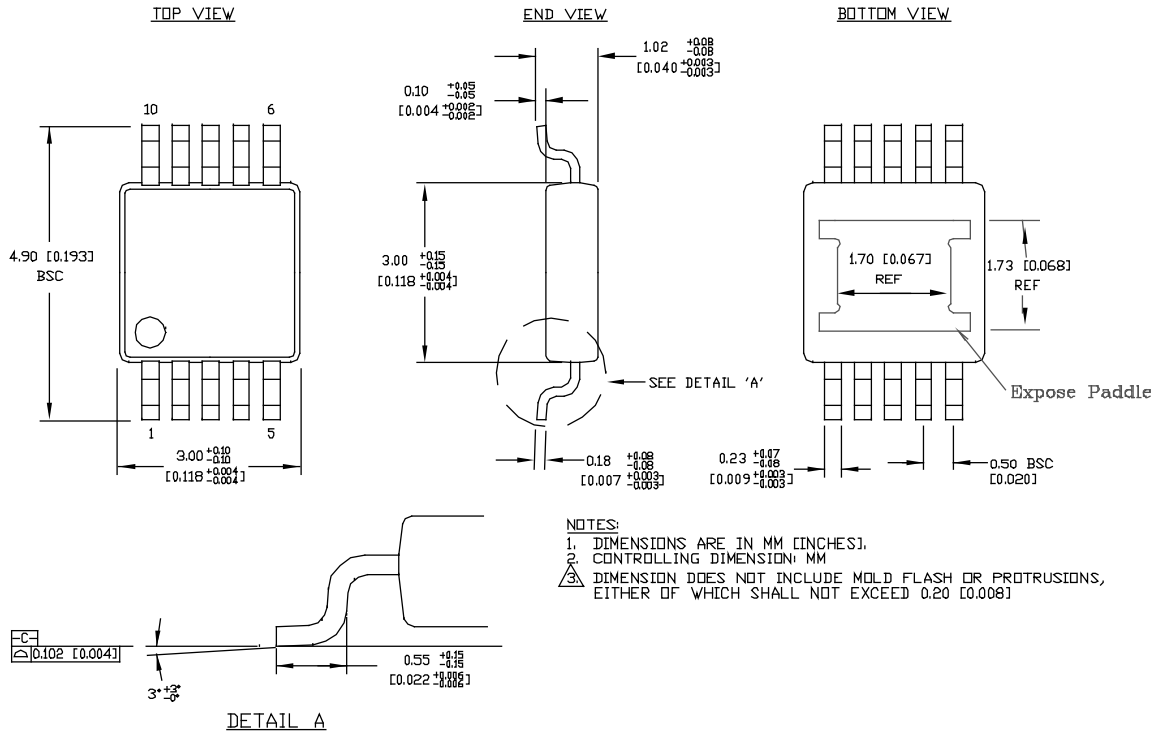 TOP VIEW
END VIEW
BOTTOM VIEW
1.02 +0.08 -0.08
[0.040 +0.003 -0.003]
0.10 +0.05 -0.05
[0.004 +0.002 -0.002]
10
6
4.90 [0.193]
BSC
3.00 +0.15 -0.15
[0.118 +0.004 -0.004]
1.70 [0.067]
REF
1.73 [0.068]
REF
SEE DETAIL 'A'
Expose Paddle
1
5
3.00 +0.10 -0.10
[0.118 +0.004 -0.004]
0.18 +0.08 -0.08
[0.007 +0.003 -0.003]
0.23 +0.07 -0.08
[0.009 +0.003 -0.003]
0.50 BSC
[0.020]
NOTES:
1. DIMENSIONS ARE IN MM [INCHES].
2. CONTROLLING DIMENSION: MM
3. DIMENSION DOES NOT INCLUDE MOLD FLASH OR PROTRUSIONS,
EITHER OF WHICH SHALL NOT EXCEED 0.20 [0.008]
-C-
0.102 [0.004]
3° +3° -0°
0.55 +0.15 -0.15
[0.022 +0.006 -0.006]
DETAIL A